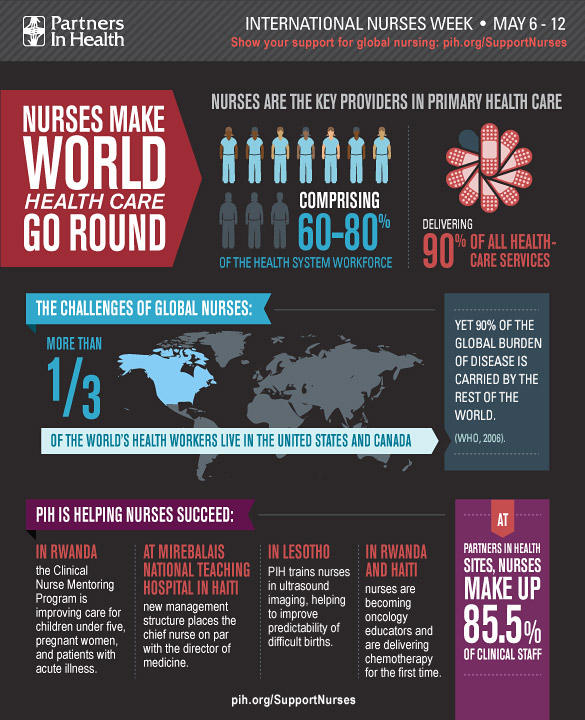 Partners
In Health
INTERNATIONAL NURSES WEEK • MAY 6 - 12
Show your support for global nursing: pih.org/SupportNurses
NURSES MAKE
WORLD
HEALTH CARE
GO ROUND
NURSES ARE THE KEY PROVIDERS IN PRIMARY HEALTH CARE
COMPRISING
60-80%
OF THE HEALTH SYSTEM WORKFORCE
DELIVERING
90% OF ALL HEALTH-
CARE SERVICES
THE CHALLENGES OF GLOBAL NURSES:
MORE THAN
1/3
OF THE WORLD'S HEALTH WORKERS LIVE IN THE UNITED STATES AND CANADA
YET 90% OF THE
GLOBAL BURDEN
OF DISEASE IS
CARRIED BY THE
REST OF THE
WORLD.
(WHO, 2006).
PIH IS HELPING NURSES SUCCEED:
IN RWANDA
the Clinical
Nurse Mentoring
Program is
improving care for
children under five,
pregnant women,
and patients with
acute illness.
AT MIREBALAIS
NATIONAL TEACHING
HOSPITAL IN HAITI
new management
structure places the
chief nurse on par
with the director of
medicine.
IN LESOTHO
PIH trains nurses
in ultrasound
imaging, helping
to improve
predictability of
difficult births.
IN RWANDA
AND HAITI
nurses are
becoming
oncology
educators and
are delivering
chemotherapy
for the first time.
AT
PARTNERS IN HEALTH
SITES, NURSES
MAKE UP
85.5%
OF CLINICAL STAFF
pih.org/SupportNurses